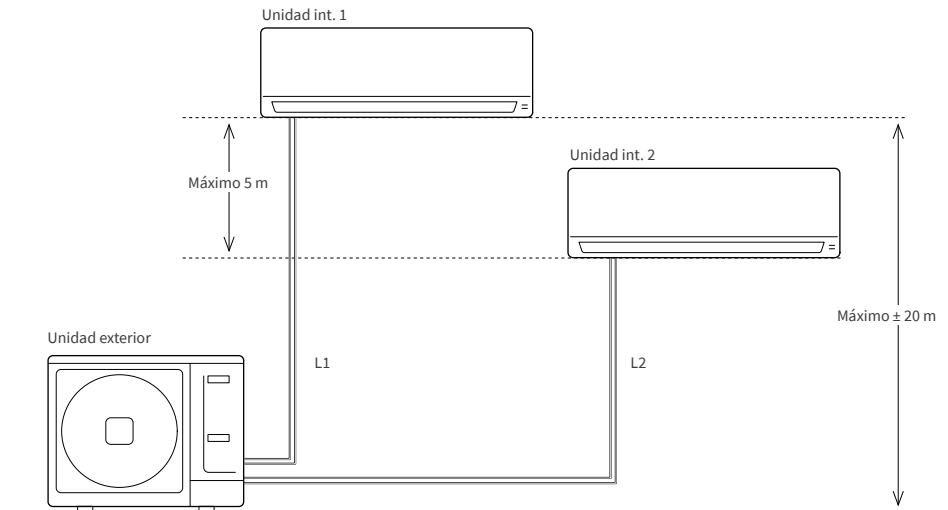 Unidad int. 1
Unidad int. 2
Máximo 5 m
Máximo ± 20 m
Unidad exterior
L1
L2